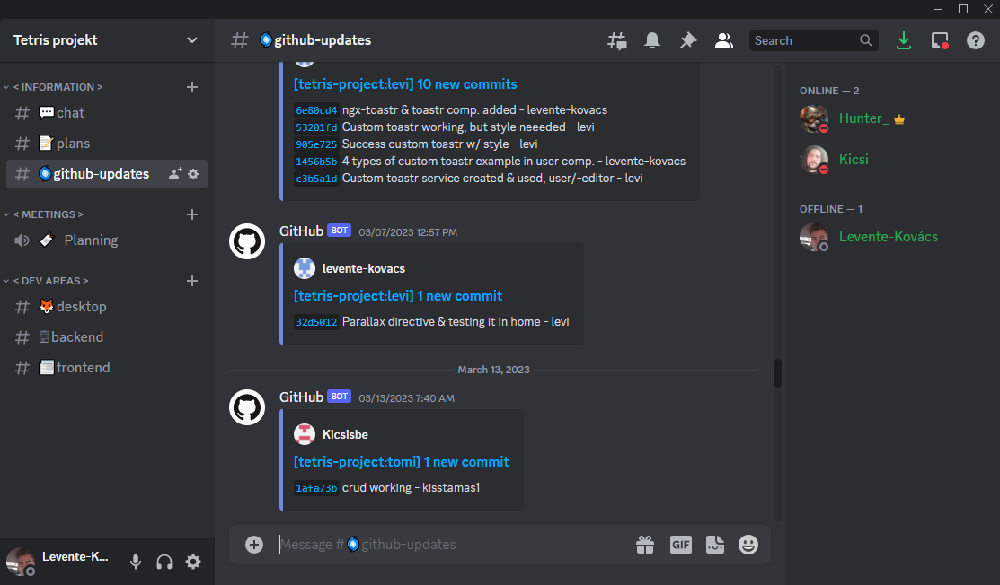 Tetris projekt
< INFORMATION >
chat
plans
github-updates
< MEETINGS >
Planning
< DEV AREAS >
desktop
backend
frontend
Levente-K...
github-updates
Search
[tetris-project:levi] 10 new commits
6e80cd4 ngx-toastr & toastr comp. added - levente-kovacs
53201fd Custom toastr working, but style neeeded - levi
905e725 Success custom toastr w/ style - levi
1456b5b 4 types of custom toastr example in user comp. - levente-kovacs
c3b5a1d Custom toastr service created & used, user/-editor - levi
GitHub BOT 03/07/2023 12:57 PM
levente-kovacs
[tetris-project:levi] 1 new commit
32d5012 Parallax directive & testing it in home - levi
March 13, 2023
GitHub BOT 03/13/2023 7:40 AM
Kicsisbe
[tetris-project:tomi] 1 new commit
1afa73b crud working - kisstamas1
Message # github-updates
GIF
ONLINE — 2
Hunter_
Kicsi
OFFLINE — 1
Levente-Kovács